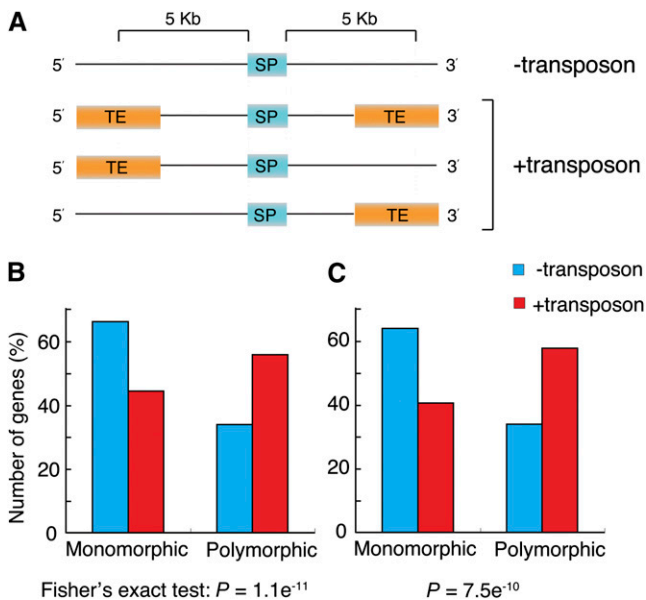 A
5 Kb 5 Kb
5′ SP 3′ -transposon
5′ TE SP TE 3′
5′ TE SP 3′ +transposon
5′ SP TE 3′
B C
-transposon
+transposon
Number of genes (%)
60
40
20
0
Monomorphic Polymorphic
60
40
20
0
Monomorphic Polymorphic
Fisher's exact test: P = 1.1e-11 P = 7.5e-10